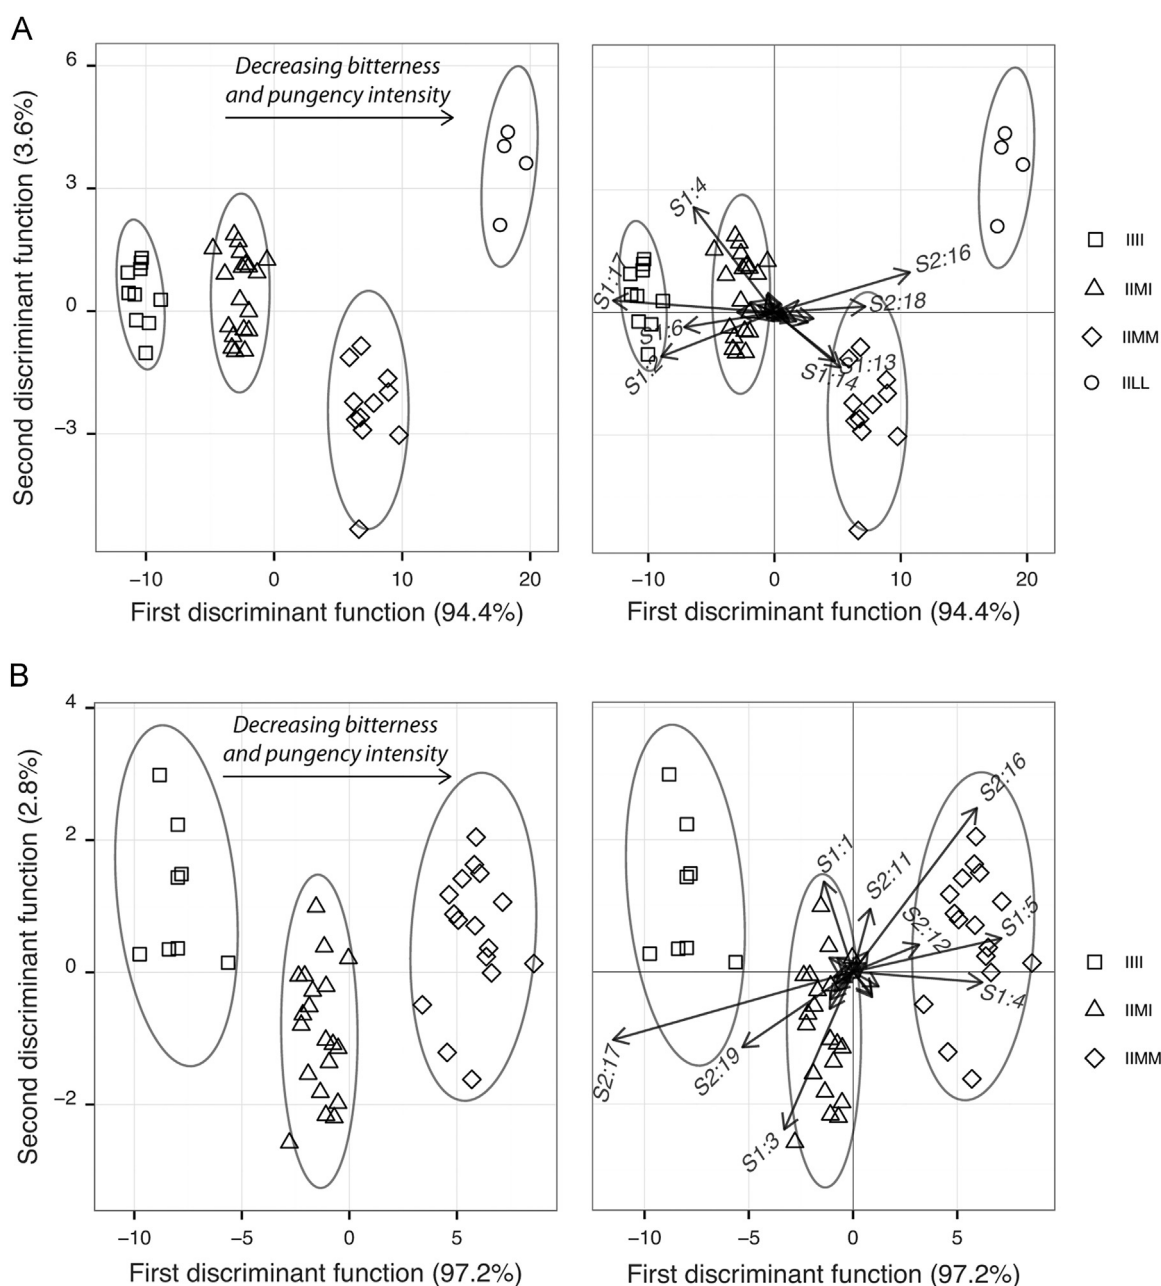 A
Second discriminant function (3.6%)
6
3
0
−3
Decreasing bitterness
and pungency intensity
−10
0
10
20
First discriminant function (94.4%)
S1:4
S1:17
S1:6
S1:2
S2:16
S2:18
S1:13
S1:14
−10
0
10
20
First discriminant function (94.4%)
IIII
IIMI
IIMM
IILL
B
Second discriminant function (2.8%)
4
2
0
−2
Decreasing bitterness
and pungency intensity
−10
−5
0
5
First discriminant function (97.2%)
S2:16
S1:1
S2:11
S2:12
S1:5
S1:4
S2:17
S2:19
S1:3
−10
−5
0
5
First discriminant function (97.2%)
IIII
IIMI
IIMM